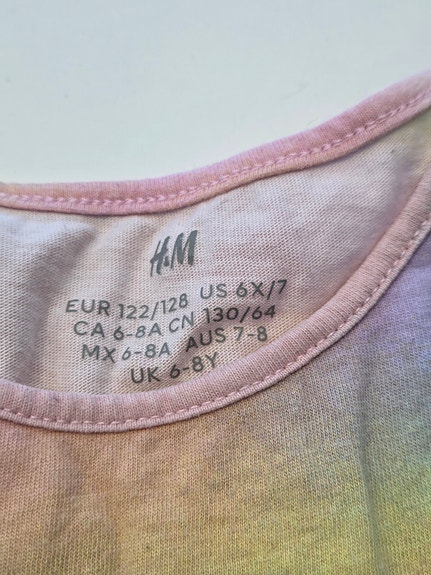 H&M
EUR 122/128 US 6X/7
CA 6-8A CN 130/64
MX 6-8A AUS 7-8
UK 6-8Y